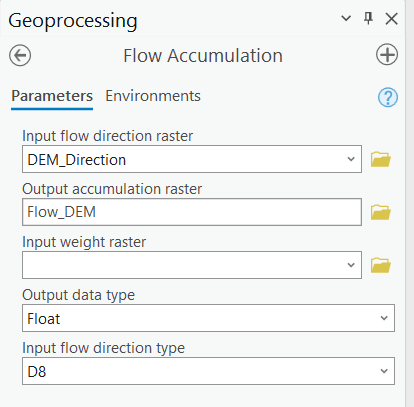 Geoprocessing
Flow Accumulation
Parameters Environments
Input flow direction raster
DEM_Direction
Output accumulation raster
Flow_DEM
Input weight raster
Output data type
Float
Input flow direction type
D8